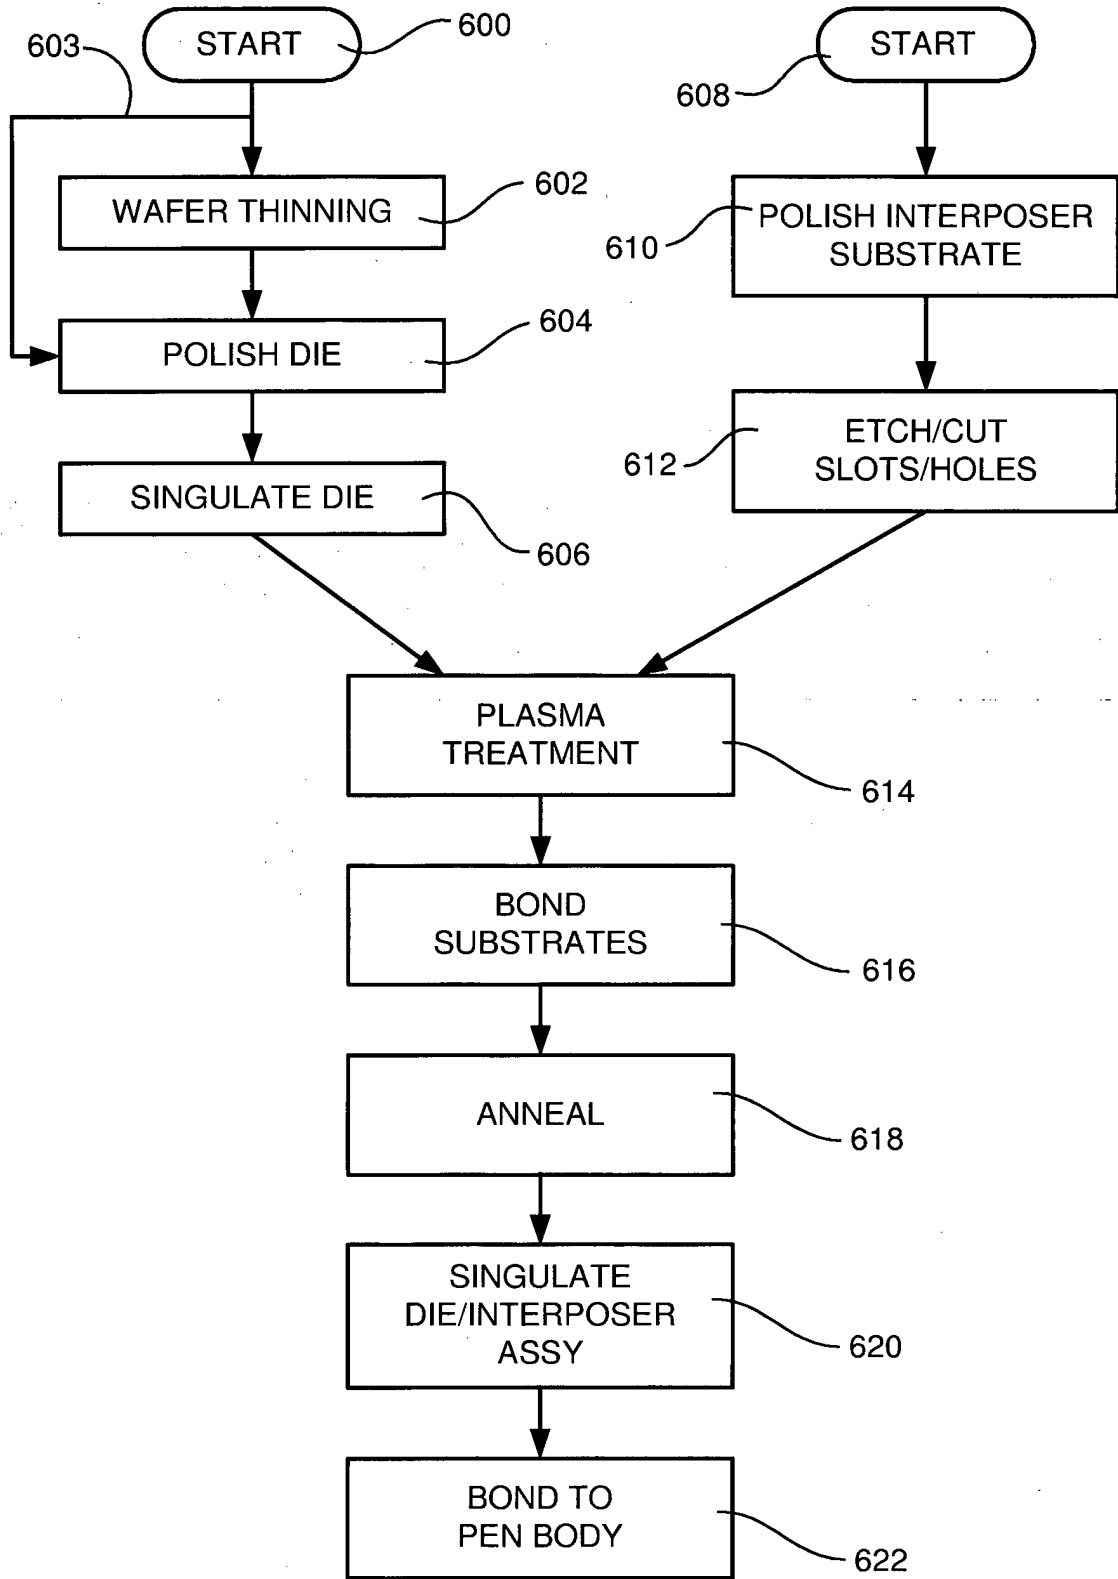 START
600
603
WAFER THINNING
602
POLISH DIE
604
SINGULATE DIE
606
START
608
POLISH INTERPOSER
SUBSTRATE
610
ETCH/CUT
SLOTS/HOLES
612
PLASMA
TREATMENT
614
BOND
SUBSTRATES
616
ANNEAL
618
SINGULATE
DIE/INTERPOSER
ASSY
620
BOND TO
PEN BODY
622